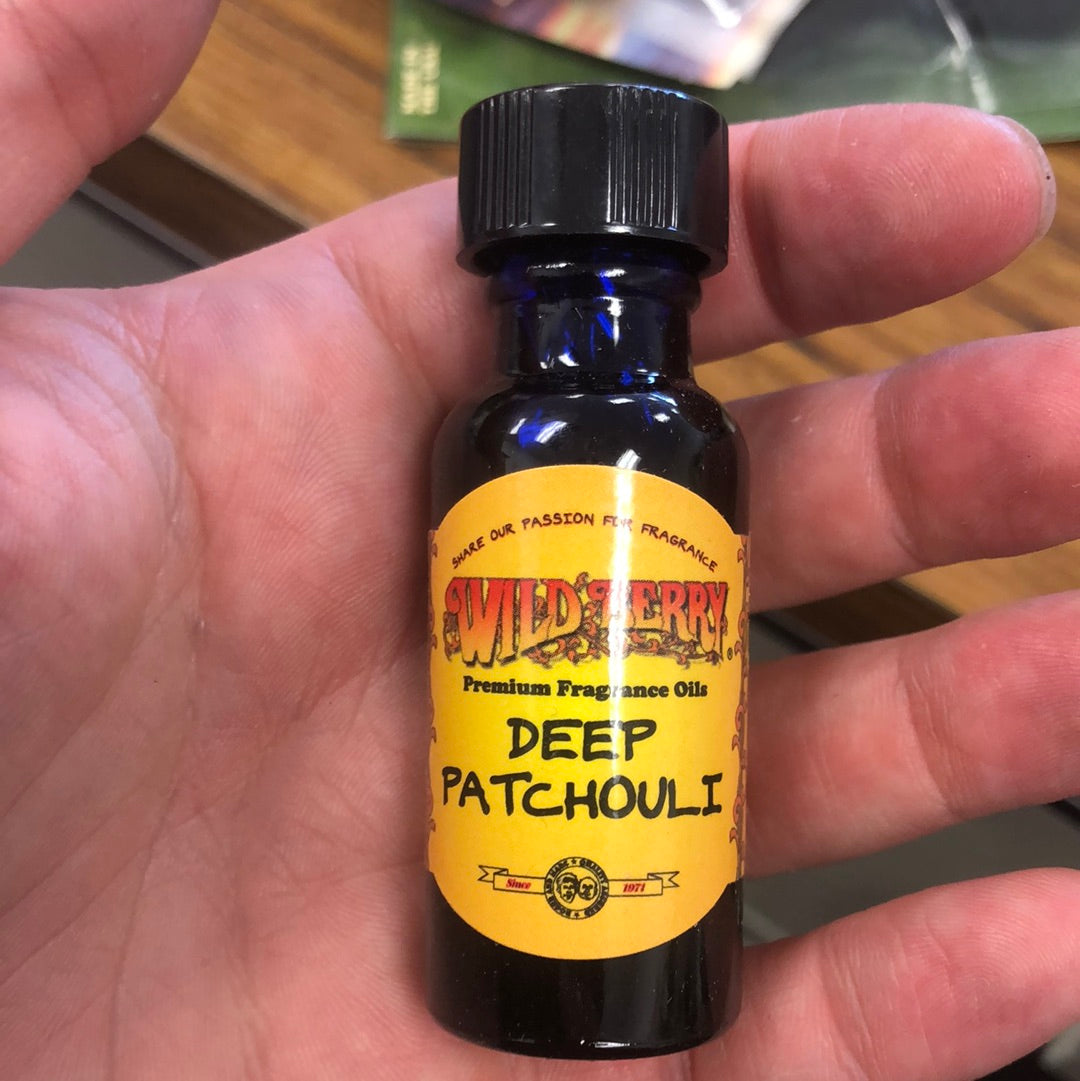 SHARE OUR PASSION FOR FRAGRANCE
WILD BERRY®
Premium Fragrance Oils
DEEP
PATCHOULI
Since 1971